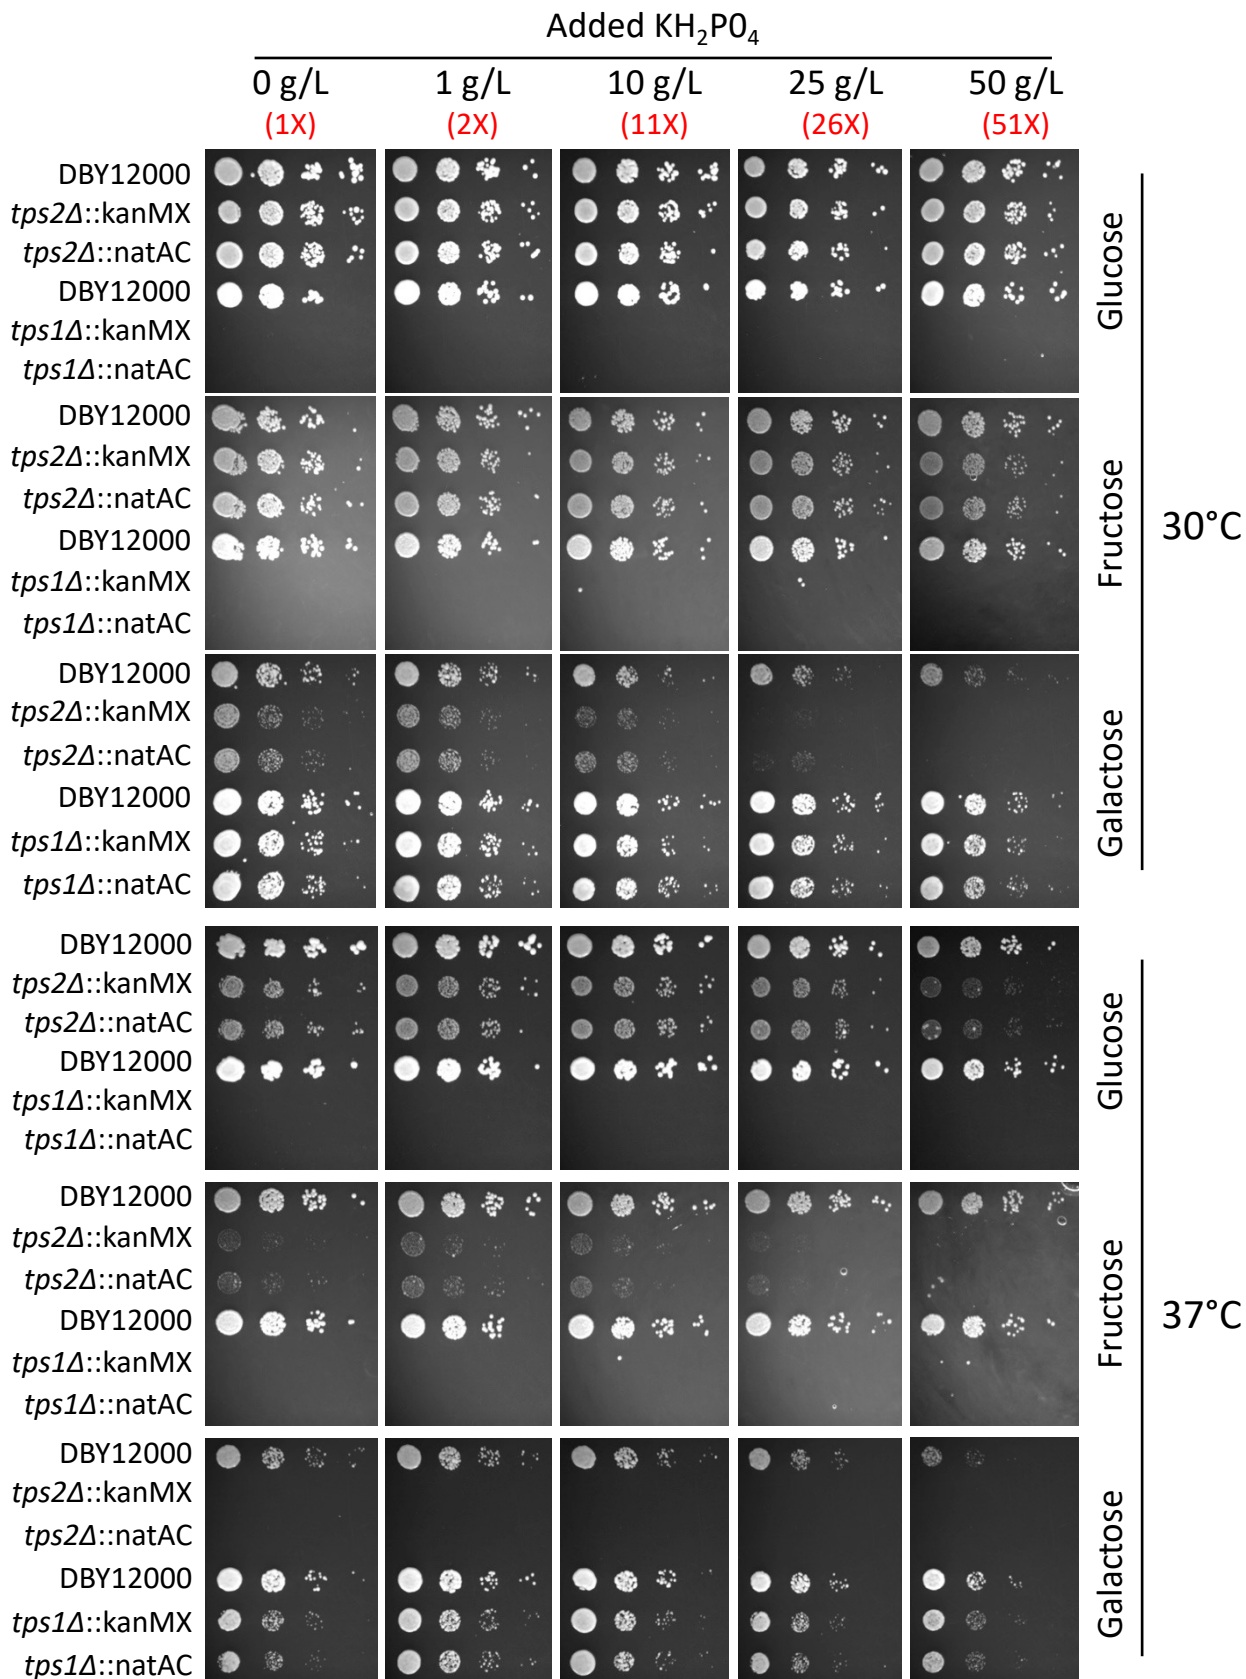 Added KH₂P0₄
0 g/L 1 g/L 10 g/L 25 g/L 50 g/L
(1X) (2X) (11X) (26X) (51X)
DBY12000
tps2Δ::kanMX
tps2Δ::natAC
DBY12000
tps1Δ::kanMX
tps1Δ::natAC
Glucose
DBY12000
tps2Δ::kanMX
tps2Δ::natAC
DBY12000
tps1Δ::kanMX
tps1Δ::natAC
Fructose
30°C
DBY12000
tps2Δ::kanMX
tps2Δ::natAC
DBY12000
tps1Δ::kanMX
tps1Δ::natAC
Galactose
DBY12000
tps2Δ::kanMX
tps2Δ::natAC
DBY12000
tps1Δ::kanMX
tps1Δ::natAC
Glucose
DBY12000
tps2Δ::kanMX
tps2Δ::natAC
DBY12000
tps1Δ::kanMX
tps1Δ::natAC
Fructose
37°C
DBY12000
tps2Δ::kanMX
tps2Δ::natAC
DBY12000
tps1Δ::kanMX
tps1Δ::natAC
Galactose